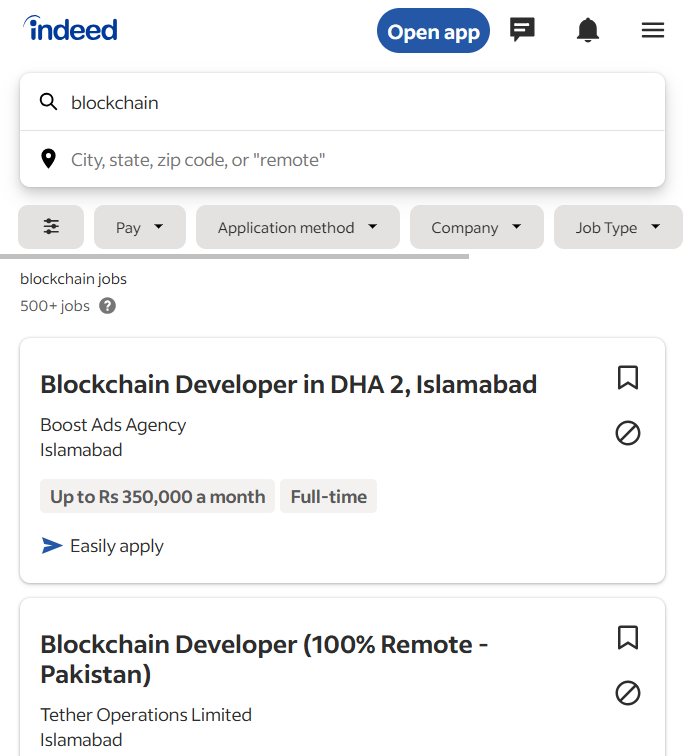 indeed
Open app
blockchain
City, state, zip code, or "remote"
Pay
Application method
Company
Job Type
blockchain jobs
500+ jobs ?
Blockchain Developer in DHA 2, Islamabad
Boost Ads Agency
Islamabad
Up to Rs 350,000 a month
Full-time
Easily apply
Blockchain Developer (100% Remote -
Pakistan)
Tether Operations Limited
Islamabad